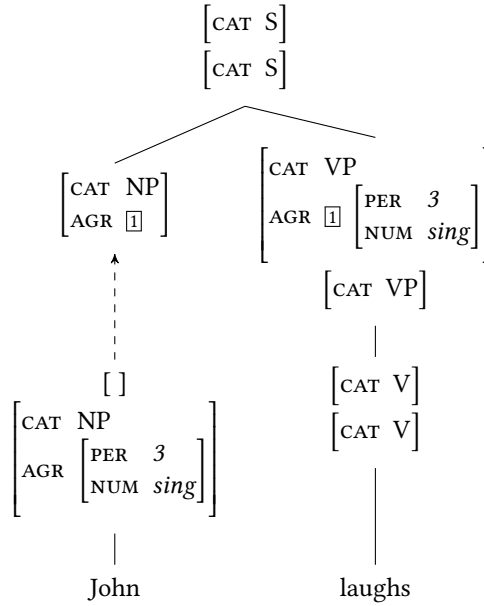 [CAT S]
[CAT S]
[CAT NP
AGR 1]
[CAT VP
AGR 1 [PER 3
NUM sing]]
[CAT VP]
[ ]
[CAT NP
AGR [PER 3
NUM sing]]
[CAT V]
[CAT V]
John
laughs